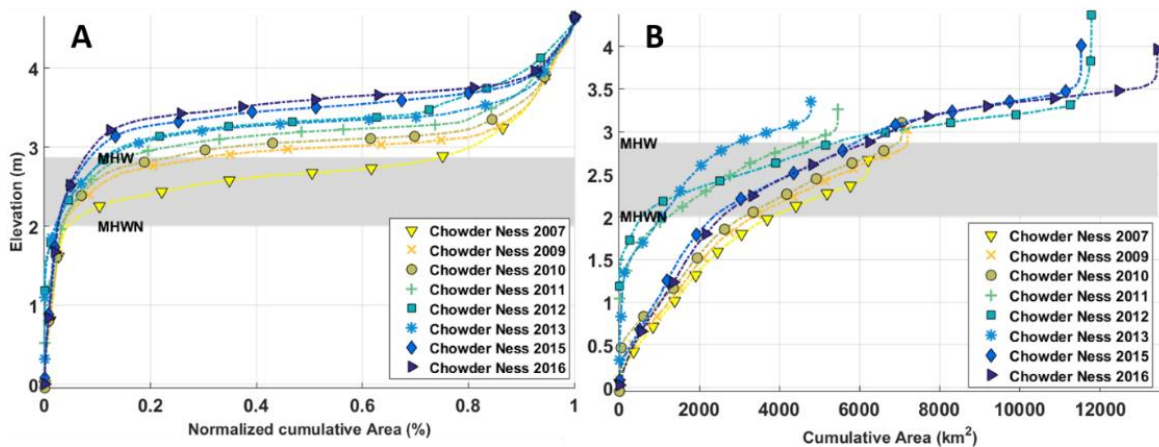 A
4
3
2
1
0
Elevation (m)
MHW
MHWN
Chowder Ness 2007
Chowder Ness 2009
Chowder Ness 2010
Chowder Ness 2011
Chowder Ness 2012
Chowder Ness 2013
Chowder Ness 2015
Chowder Ness 2016
0 0.2 0.4 0.6 0.8 1
Normalized cumulative Area (%)
B
4
3.5
3
2.5
2
1.5
1
0.5
0
MHW
MHWN
Chowder Ness 2007
Chowder Ness 2009
Chowder Ness 2010
Chowder Ness 2011
Chowder Ness 2012
Chowder Ness 2013
Chowder Ness 2015
Chowder Ness 2016
0 2000 4000 6000 8000 10000 12000
Cumulative Area (km²)